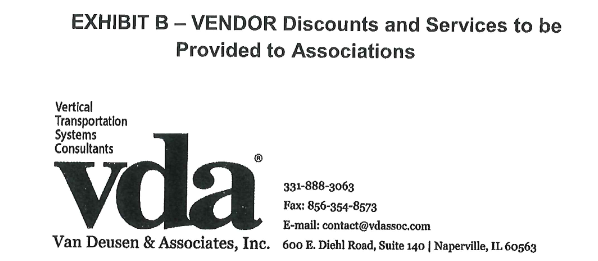 EXHIBIT B – VENDOR Discounts and Services to be
Provided to Associations
Vertical
Transportation
Systems
Consultants
vda®
Van Deusen & Associates, Inc.
331-888-3063
Fax: 856-354-8573
E-mail: contact@vdassoc.com
600 E. Diehl Road, Suite 140 | Naperville, IL 60563